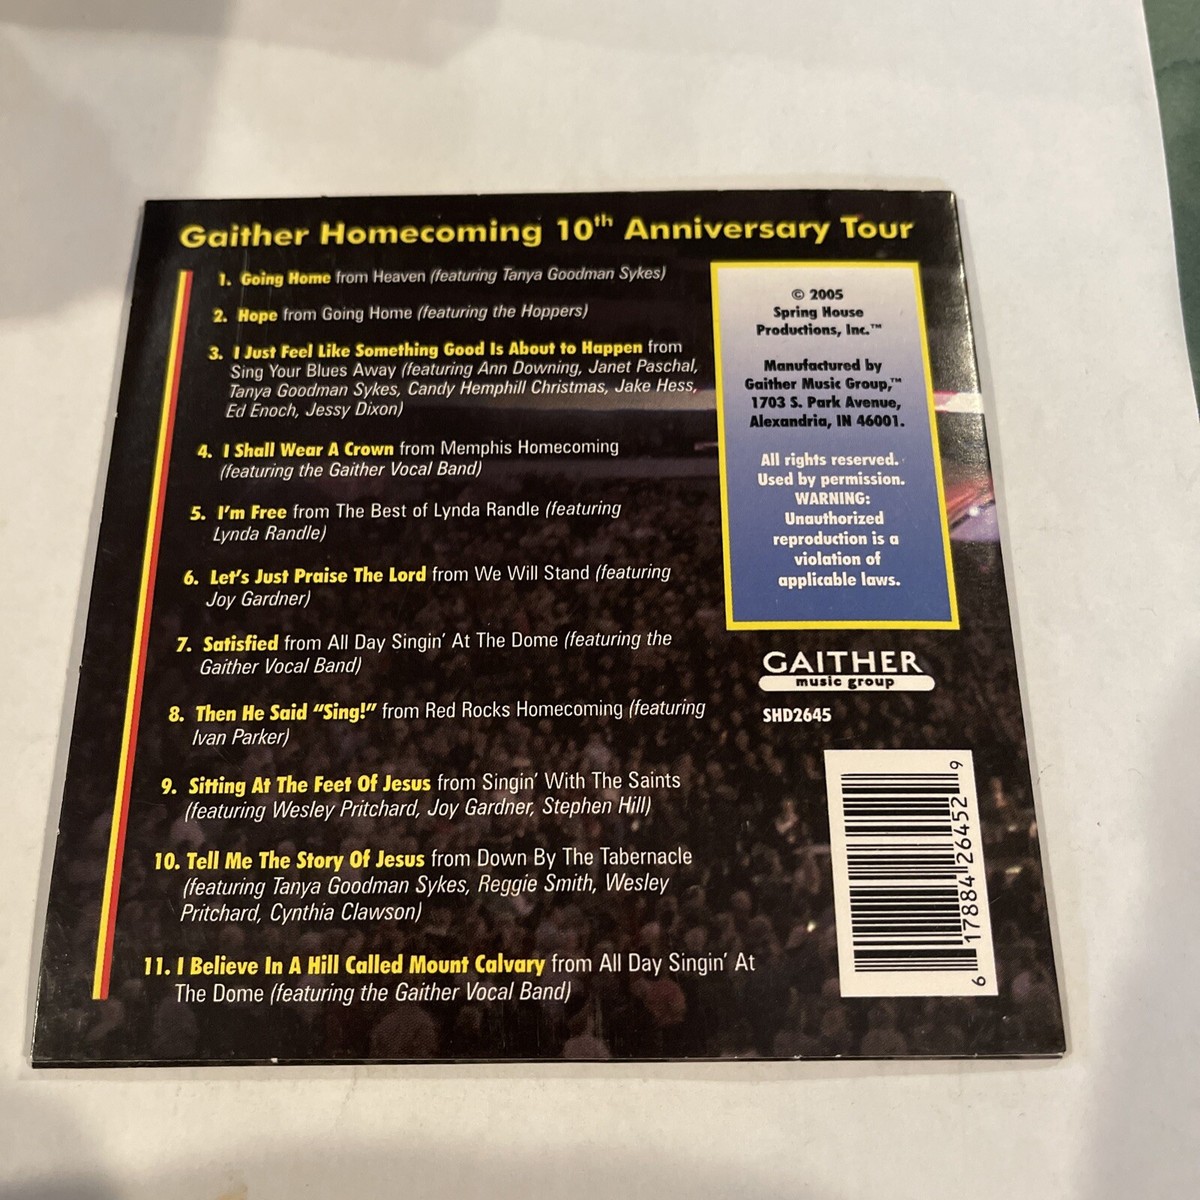 Gaither Homecoming 10th Anniversary Tour
1. Going Home from Heaven (featuring Tanya Goodman Sykes)
2. Hope from Going Home (featuring the Hoppers)
3. I Just Feel Like Something Good Is About to Happen from
Sing Your Blues Away (featuring Ann Downing, Janet Paschal,
Tanya Goodman Sykes, Candy Hemphill Christmas, Jake Hess,
Ed Enoch, Jessy Dixon)
4. I Shall Wear A Crown from Memphis Homecoming
(featuring the Gaither Vocal Band)
5. I'm Free from The Best of Lynda Randle (featuring
Lynda Randle)
6. Let's Just Praise The Lord from We Will Stand (featuring
Joy Gardner)
7. Satisfied from All Day Singin' At The Dome (featuring the
Gaither Vocal Band)
8. Then He Said "Sing!" from Red Rocks Homecoming (featuring
Ivan Parker)
9. Sitting At The Feet Of Jesus from Singin' With The Saints
(featuring Wesley Pritchard, Joy Gardner, Stephen Hill)
10. Tell Me The Story Of Jesus from Down By The Tabernacle
(featuring Tanya Goodman Sykes, Reggie Smith, Wesley
Pritchard, Cynthia Clawson)
11. I Believe In A Hill Called Mount Calvary from All Day Singin' At
The Dome (featuring the Gaither Vocal Band)
© 2005
Spring House
Productions, Inc.™
Manufactured by
Gaither Music Group,™
1703 S. Park Avenue,
Alexandria, IN 46001.
All rights reserved.
Used by permission.
WARNING:
Unauthorized
reproduction is a
violation of
applicable laws.
GAITHER
music group
SHD2645
6 17884 26452 9